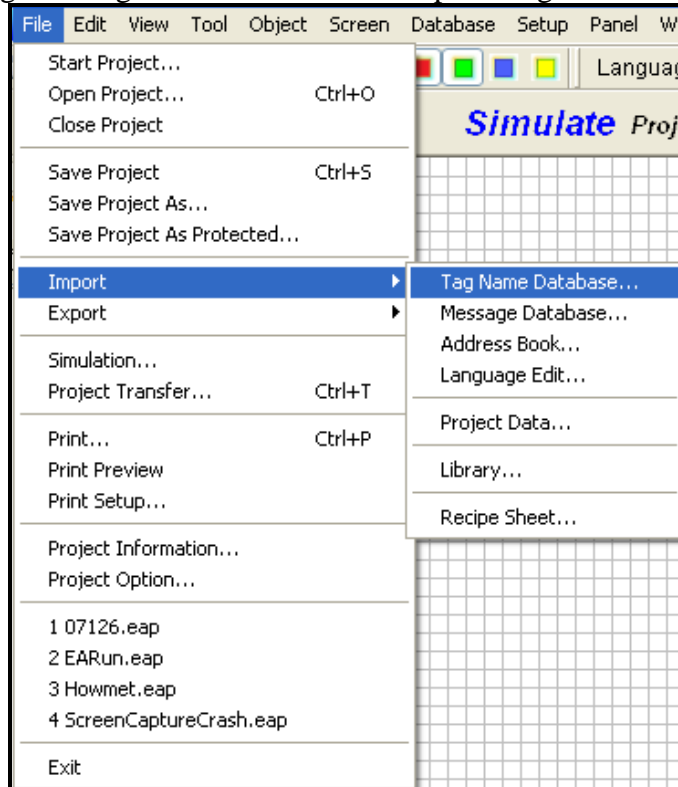 File Edit View Tool Object Screen Database Setup Panel W
Start Project...
Open Project... Ctrl+O
Close Project
Save Project Ctrl+S
Save Project As...
Save Project As Protected...
Import
Export
Simulation...
Project Transfer... Ctrl+T
Print... Ctrl+P
Print Preview
Print Setup...
Project Information...
Project Option...
1 07126.eap
2 EARun.eap
3 Howmet.eap
4 ScreenCaptureCrash.eap
Exit
Languag
Simulate Proj
Tag Name Database...
Message Database...
Address Book...
Language Edit...
Project Data...
Library...
Recipe Sheet...